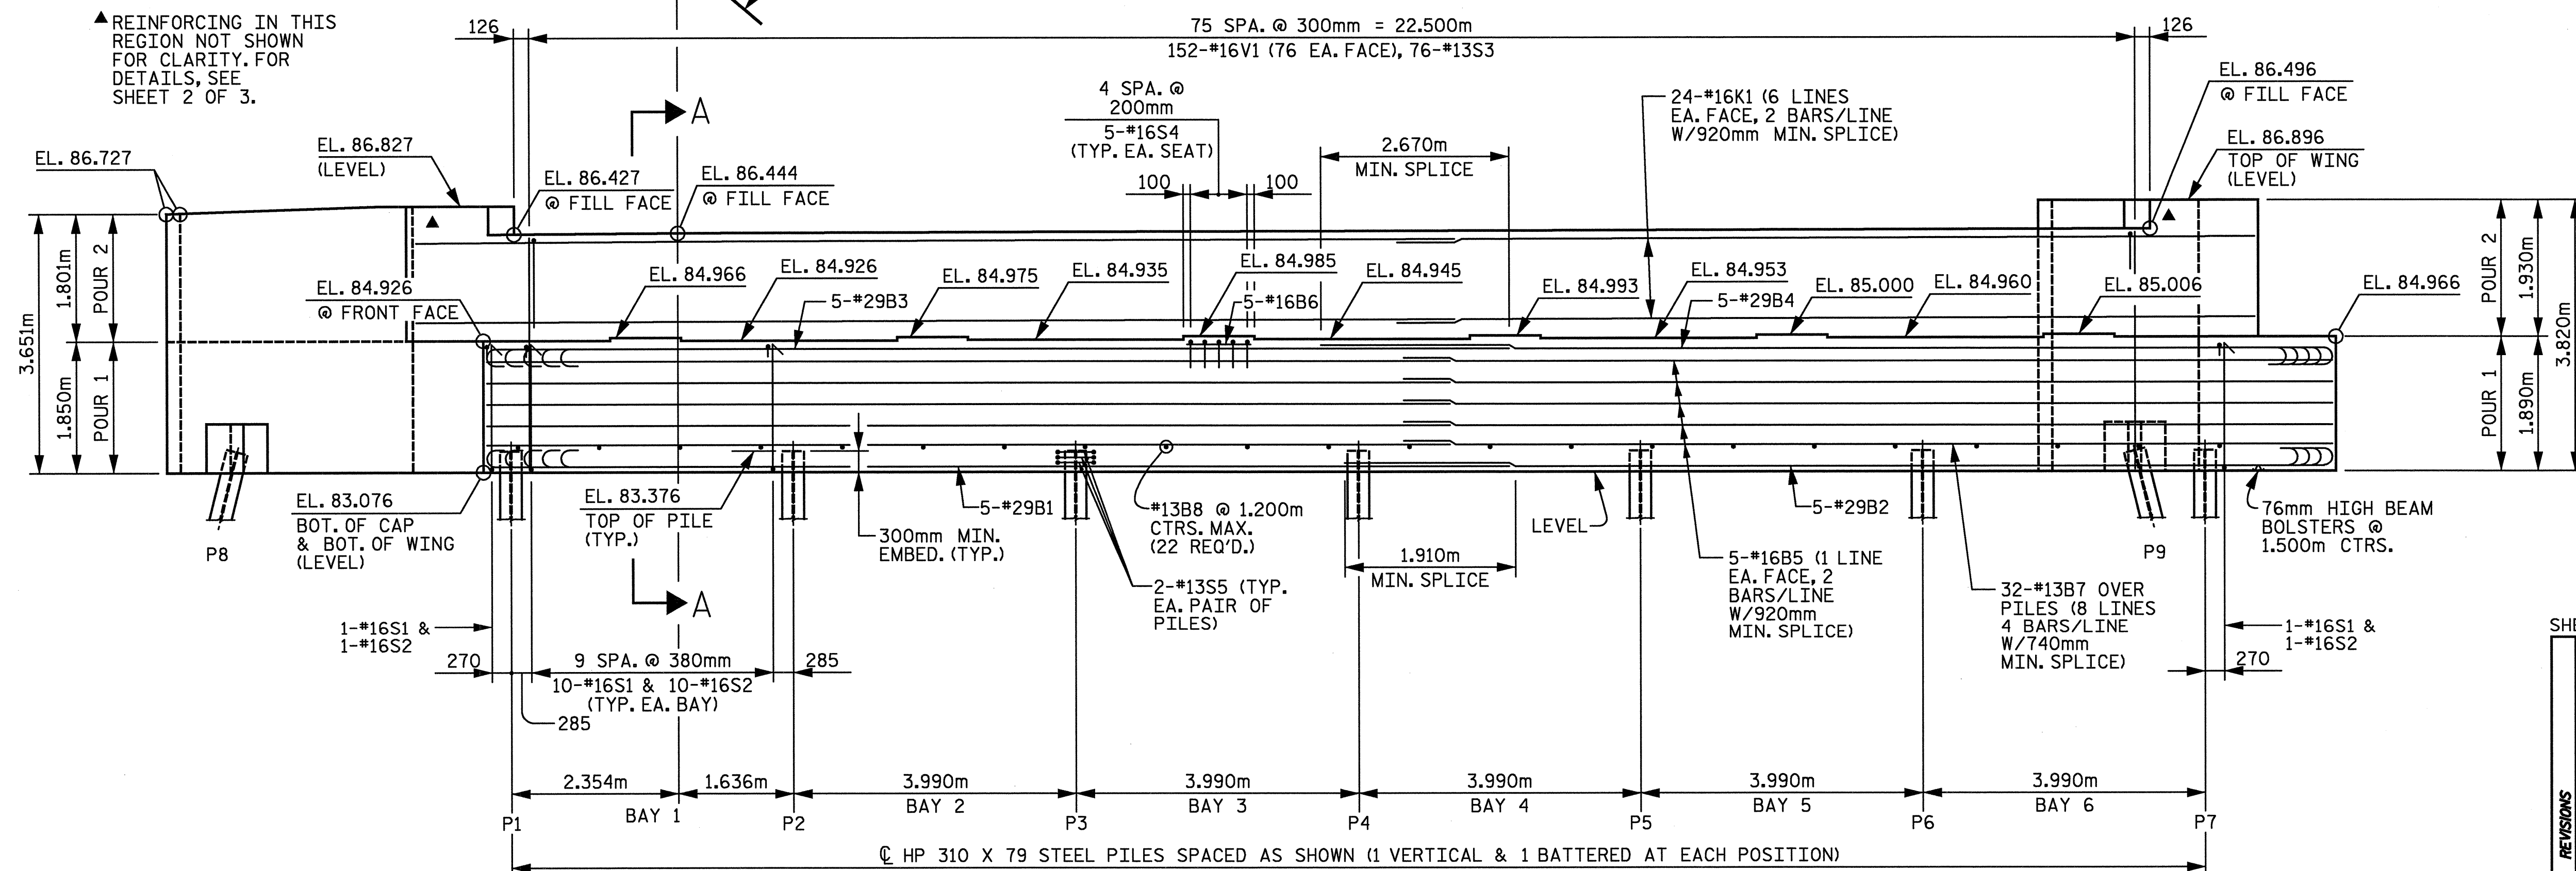 ▲ REINFORCING IN THIS
REGION NOT SHOWN
FOR CLARITY. FOR
DETAILS, SEE
SHEET 2 OF 3.
126
75 SPA. @ 300mm = 22.500m
152-#16V1 (76 EA. FACE), 76-#13S3
126
4 SPA. @
200mm
5-#16S4
(TYP. EA. SEAT)
100
100
2.670m
MIN. SPLICE
24-#16K1 (6 LINES
EA. FACE, 2 BARS/LINE
W/920mm MIN. SPLICE)
EL. 86.496
@ FILL FACE
EL. 86.896
TOP OF WING
(LEVEL)
A
EL. 86.727
EL. 86.827
(LEVEL)
EL. 86.427
@ FILL FACE
EL. 86.444
@ FILL FACE
▲
▲
3.651m
1.801m
POUR 2
1.850m
POUR 1
EL. 84.926
@ FRONT FACE
EL. 84.966
EL. 84.926
5-#29B3
EL. 84.975
EL. 84.935
EL. 84.985
5-#16B6
EL. 84.945
EL. 84.993
EL. 84.953
5-#29B4
EL. 85.000
EL. 84.960
EL. 85.006
EL. 84.966
POUR 2
1.930m
POUR 1
1.890m
3.820m
P8
EL. 83.076
BOT. OF CAP
& BOT. OF WING
(LEVEL)
EL. 83.376
TOP OF PILE
(TYP.)
300mm MIN.
EMBED. (TYP.)
5-#29B1
#13B8 @ 1.200m
CTRS. MAX.
(22 REQ'D.)
2-#13S5 (TYP.
EA. PAIR OF
PILES)
1.910m
MIN. SPLICE
LEVEL
5-#29B2
5-#16B5 (1 LINE
EA. FACE, 2
BARS/LINE
W/920mm
MIN. SPLICE)
32-#13B7 OVER
PILES (8 LINES
4 BARS/LINE
W/740mm
MIN. SPLICE)
P9
76mm HIGH BEAM
BOLSTERS @
1.500m CTRS.
A
1-#16S1 &
1-#16S2
270
9 SPA. @ 380mm
10-#16S1 & 10-#16S2
(TYP. EA. BAY)
285
285
1-#16S1 &
1-#16S2
270
2.354m
1.636m
BAY 1
3.990m
BAY 2
3.990m
BAY 3
3.990m
BAY 4
3.990m
BAY 5
3.990m
BAY 6
P1
P2
P3
P4
P5
P6
P7
℄ HP 310 X 79 STEEL PILES SPACED AS SHOWN (1 VERTICAL & 1 BATTERED AT EACH POSITION)
REVISIONS